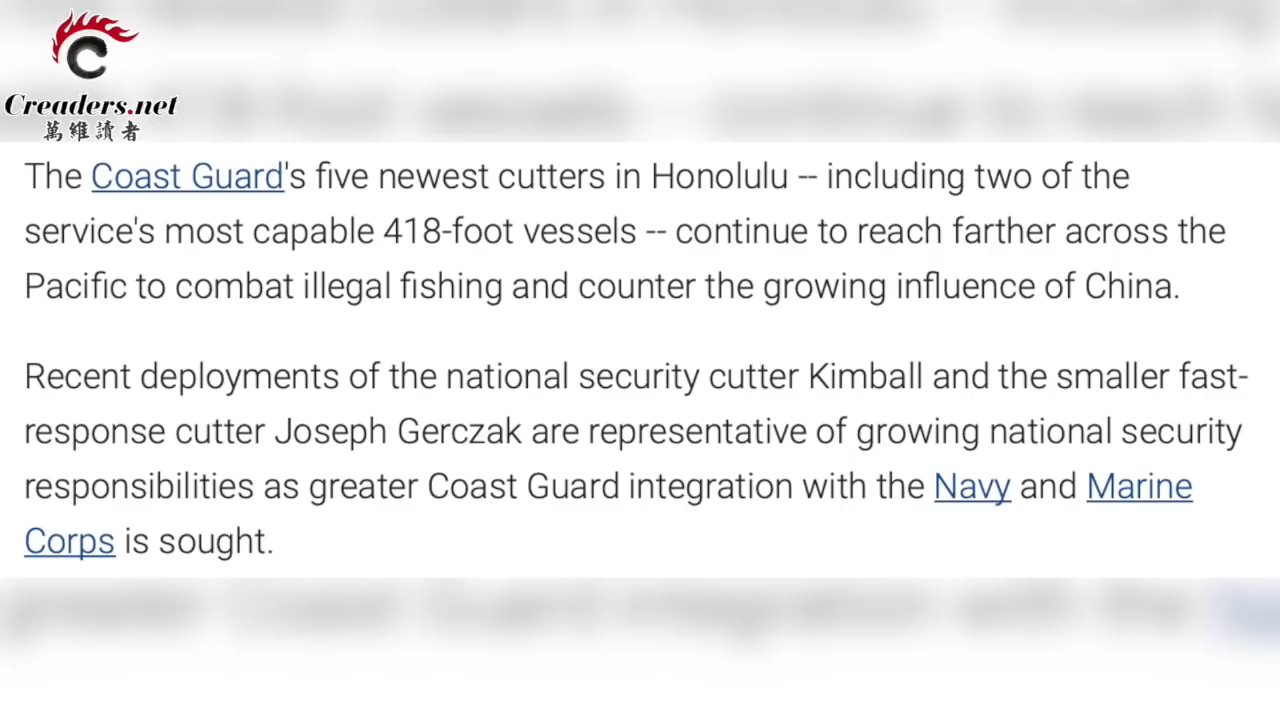 Creaders.net
萬維讀者
The Coast Guard's five newest cutters in Honolulu -- including two of the
service's most capable 418-foot vessels -- continue to reach farther across the
Pacific to combat illegal fishing and counter the growing influence of China.
Recent deployments of the national security cutter Kimball and the smaller fast-
response cutter Joseph Gerczak are representative of growing national security
responsibilities as greater Coast Guard integration with the Navy and Marine
Corps is sought.